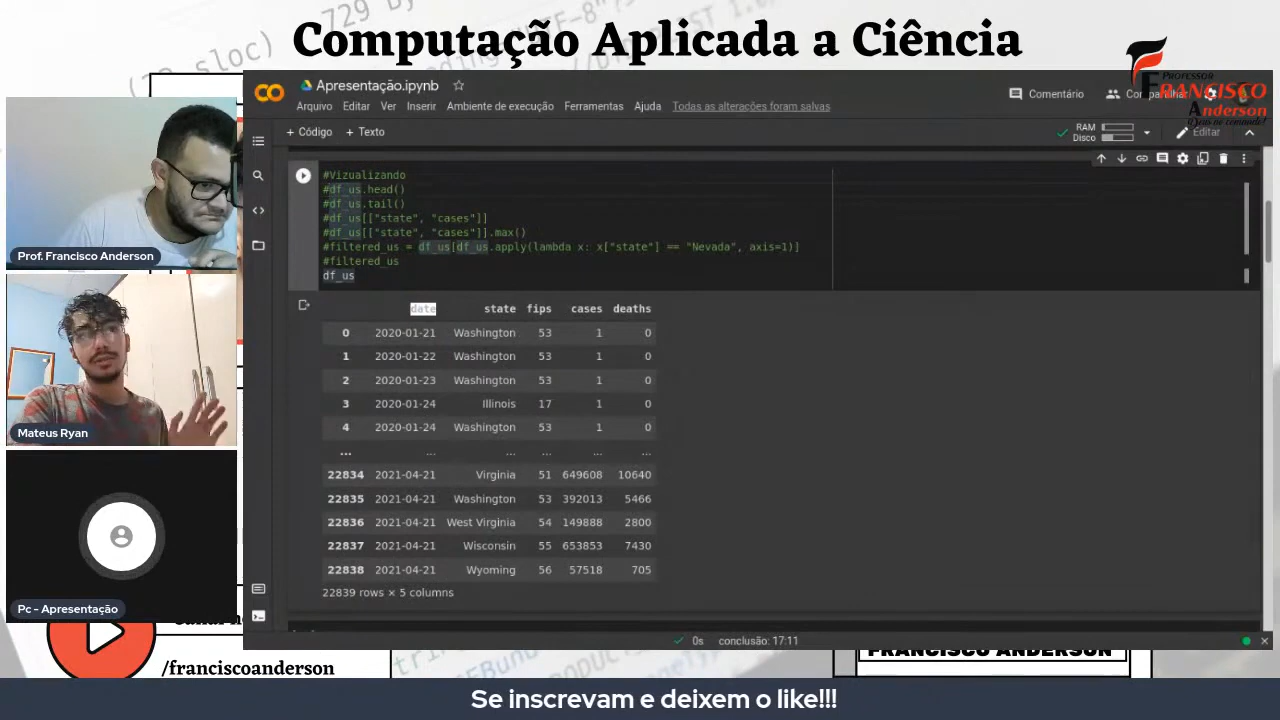 Computação Aplicada a Ciência
PROFESSOR
FRANCISCO
Anderson
Apresentação.ipynb
Arquivo Editar Ver Inserir Ambiente de execução Ferramentas Ajuda Todas as alterações foram salvas
Comentário
+ Código + Texto
RAM
Disco
Editar
#Vizualizando
#df_us.head()
#df_us.tail()
#df_us[["state", "cases"]]
#df_us[["state", "cases"]].max()
#filtered_us = df_us[df_us.apply(lambda x: x["state"] == "Nevada", axis=1)]
#filtered_us
df_us
date state fips cases deaths
0 2020-01-21 Washington 53 1 0
1 2020-01-22 Washington 53 1 0
2 2020-01-23 Washington 53 1 0
3 2020-01-24 Illinois 17 1 0
4 2020-01-24 Washington 53 1 0
... ... ... ... ... ...
22834 2021-04-21 Virginia 51 649608 10640
22835 2021-04-21 Washington 53 392013 5466
22836 2021-04-21 West Virginia 54 149888 2800
22837 2021-04-21 Wisconsin 55 653853 7430
22838 2021-04-21 Wyoming 56 57518 705
22839 rows × 5 columns
0s conclusão: 17:11
Prof. Francisco Anderson
Mateus Ryan
Pc - Apresentação
/franciscoanderson
FRANCISCO ANDERSON
Se inscrevam e deixem o like!!!